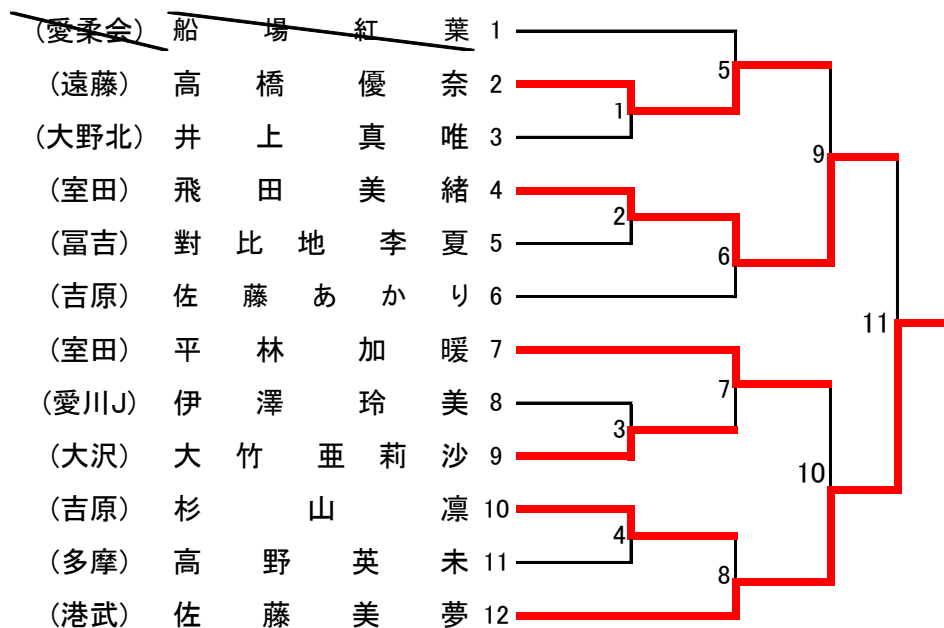 (愛柔会) 船場紅葉 1
5
(遠藤) 高橋優奈 2
1
(大野北) 井上真唯 3
9
(室田) 飛田美緒 4
2
(冨吉) 對比地李夏 5
6
(吉原) 佐藤あかり 6
11
(室田) 平林加暖 7
7
(愛川J) 伊澤玲美 8
3
(大沢) 大竹亜莉沙 9
10
(吉原) 杉山凛 10
4
(多摩) 高野英未 11
8
(港武) 佐藤美夢 12